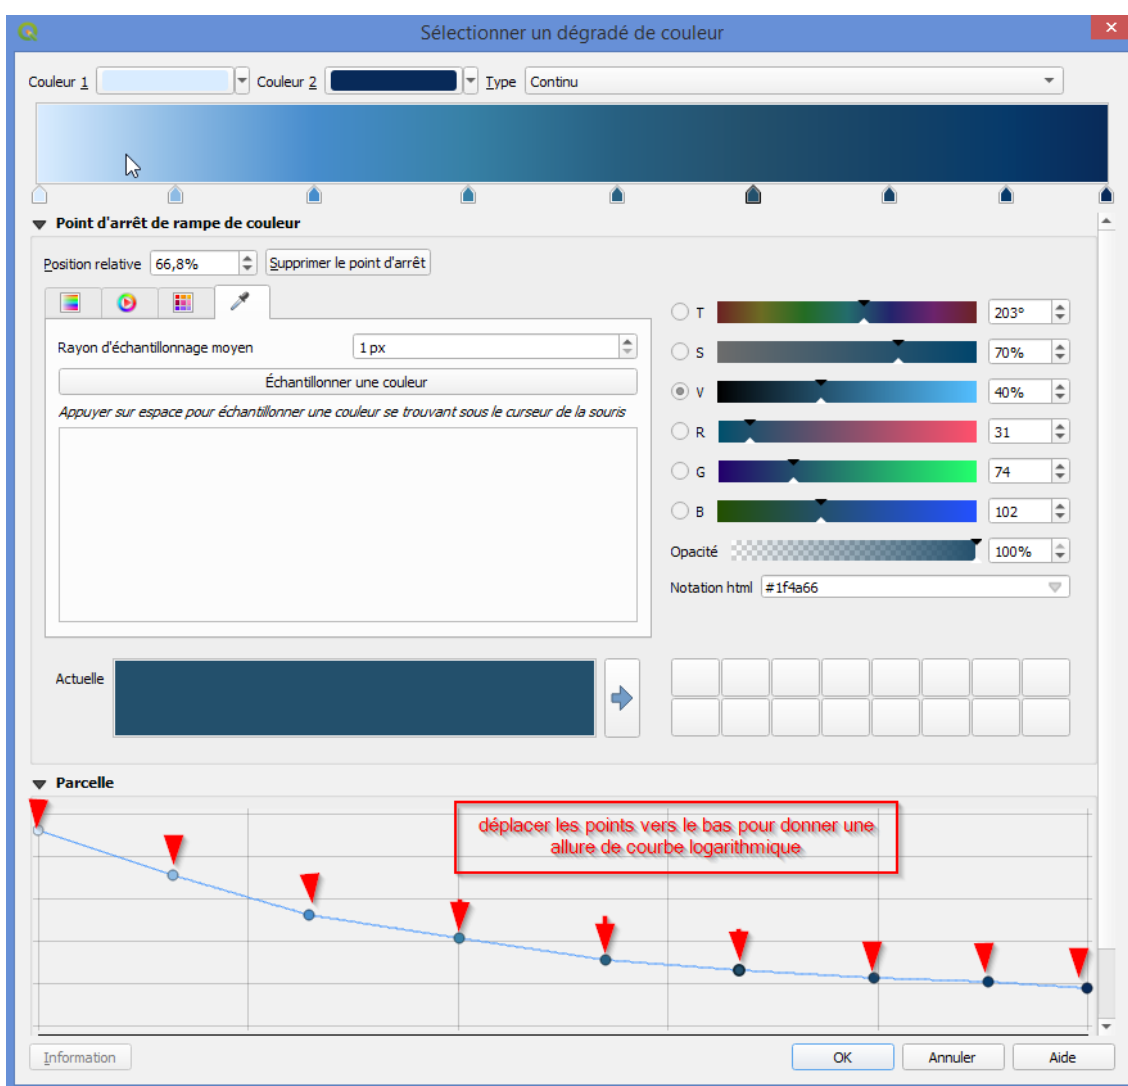 Sélectionner un dégradé de couleur
Couleur 1 Couleur 2 Type Continu
Point d'arrêt de rampe de couleur
Position relative 66,8% Supprimer le point d'arrêt
T 203°
Rayon d'échantillonnage moyen 1 px
S 70%
Échantillonner une couleur
V 40%
Appuyer sur espace pour échantillonner une couleur se trouvant sous le curseur de la souris
R 31
G 74
B 102
Opacité 100%
Notation html #1f4a66
Actuelle
Parcelle
déplacer les points vers le bas pour donner une
allure de courbe logarithmique
Information OK Annuler Aide